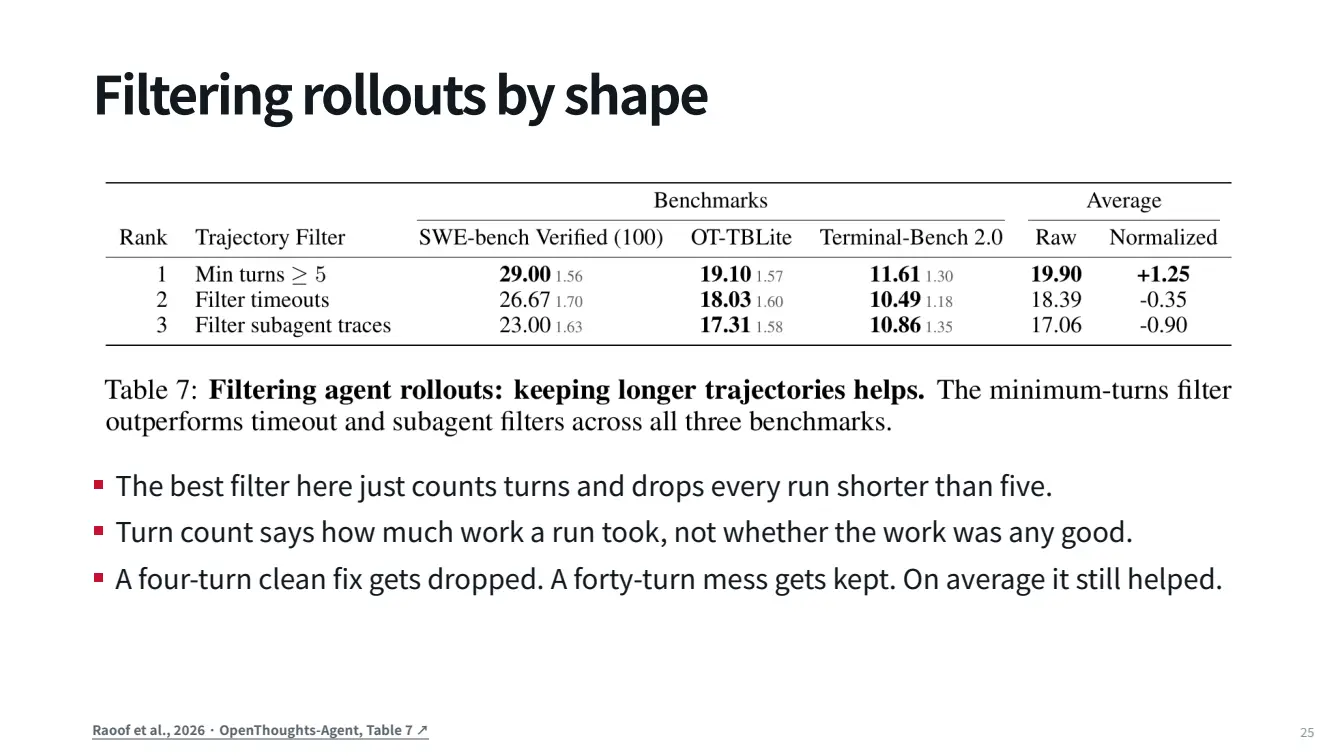 Filtering rollouts by shape
Benchmarks Average
Rank Trajectory Filter SWE-bench Verified (100) OT-TBLite Terminal-Bench 2.0 Raw Normalized
1 Min turns ≥ 5 29.00 1.56 19.10 1.57 11.61 1.30 19.90 +1.25
2 Filter timeouts 26.67 1.70 18.03 1.60 10.49 1.18 18.39 -0.35
3 Filter subagent traces 23.00 1.63 17.31 1.58 10.86 1.35 17.06 -0.90
Table 7: Filtering agent rollouts: keeping longer trajectories helps. The minimum-turns filter
outperforms timeout and subagent filters across all three benchmarks.
▪ The best filter here just counts turns and drops every run shorter than five.
▪ Turn count says how much work a run took, not whether the work was any good.
▪ A four-turn clean fix gets dropped. A forty-turn mess gets kept. On average it still helped.
Raoof et al., 2026 · OpenThoughts-Agent, Table 7 ↗
25